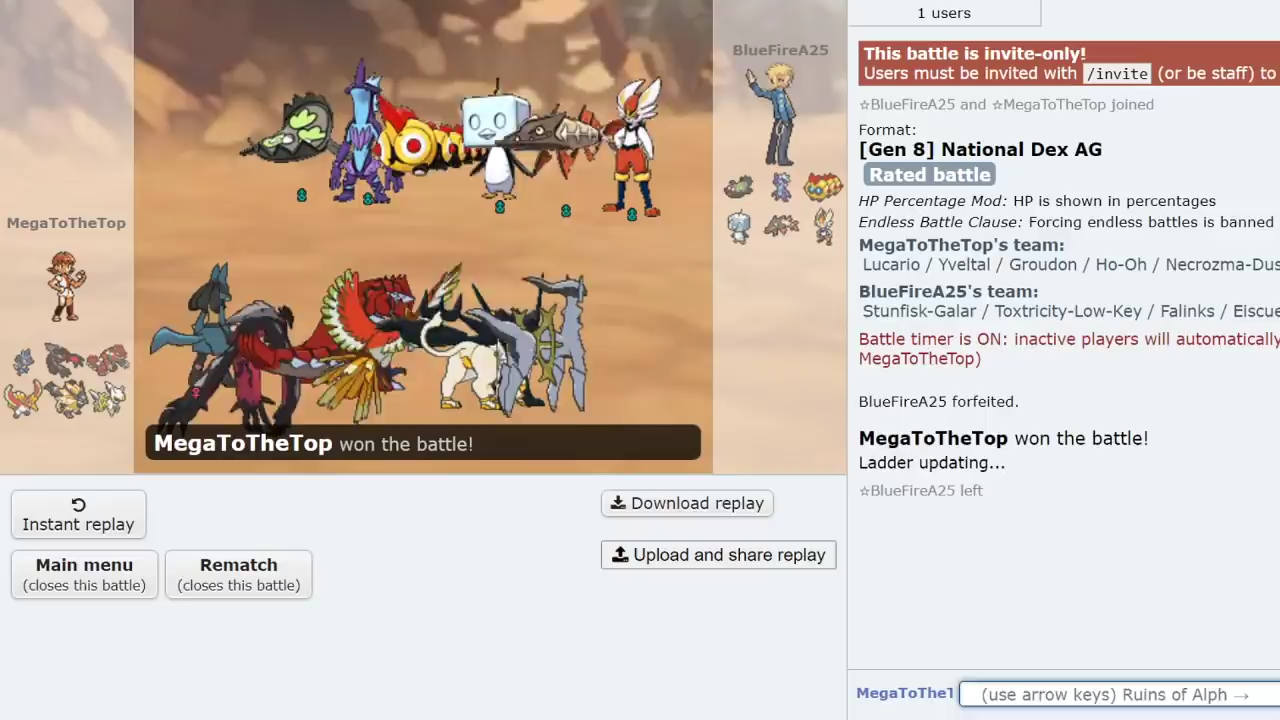 1 users
BlueFireA25
MegaToTheTop
MegaToTheTop won the battle!
Instant replay
Main menu
(closes this battle)
Rematch
(closes this battle)
Download replay
Upload and share replay
This battle is invite-only!
Users must be invited with /invite (or be staff) to
☆BlueFireA25 and ☆MegaToTheTop joined
Format:
[Gen 8] National Dex AG
Rated battle
HP Percentage Mod: HP is shown in percentages
Endless Battle Clause: Forcing endless battles is banned
MegaToTheTop's team:
Lucario / Yveltal / Groudon / Ho-Oh / Necrozma-Dus
BlueFireA25's team:
Stunfisk-Galar / Toxtricity-Low-Key / Falinks / Eiscue
Battle timer is ON: inactive players will automatically
MegaToTheTop)
BlueFireA25 forfeited.
MegaToTheTop won the battle!
Ladder updating...
☆BlueFireA25 left
MegaToTheT (use arrow keys) Ruins of Alph →